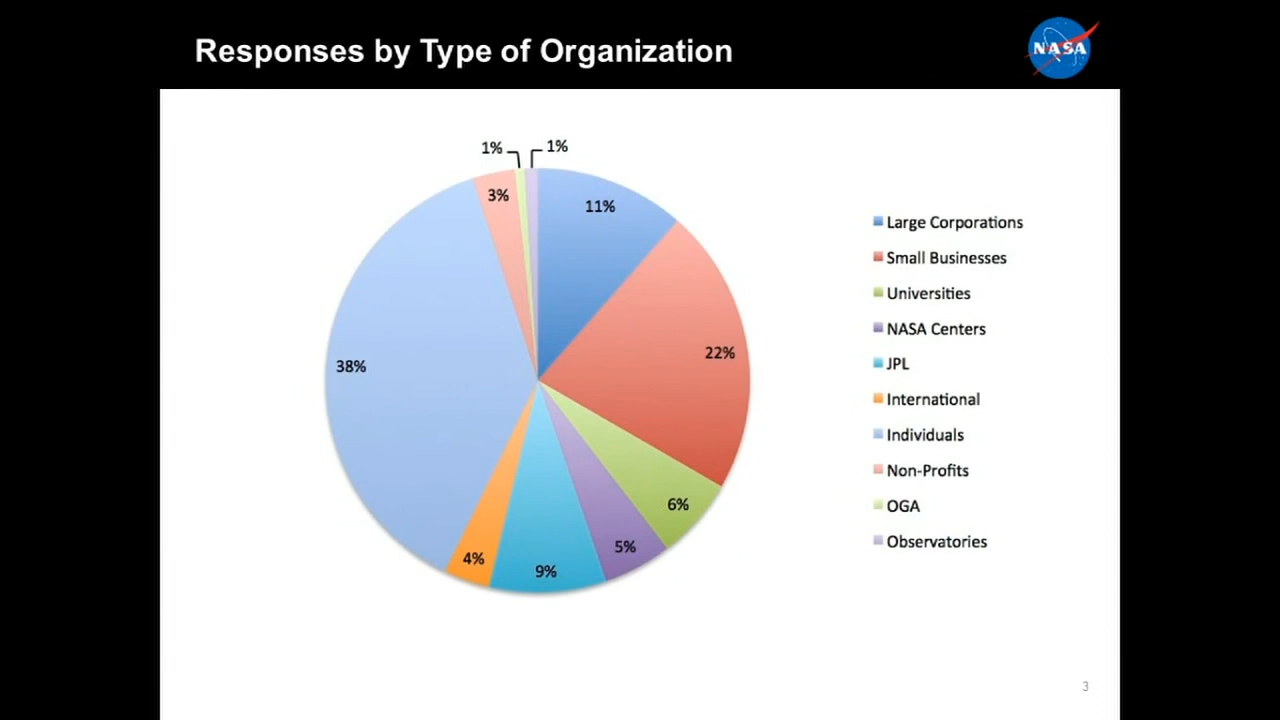 Responses by Type of Organization
NASA
1%
1%
3%
11%
22%
38%
6%
5%
4%
9%
Large Corporations
Small Businesses
Universities
NASA Centers
JPL
International
Individuals
Non-Profits
OGA
Observatories
3